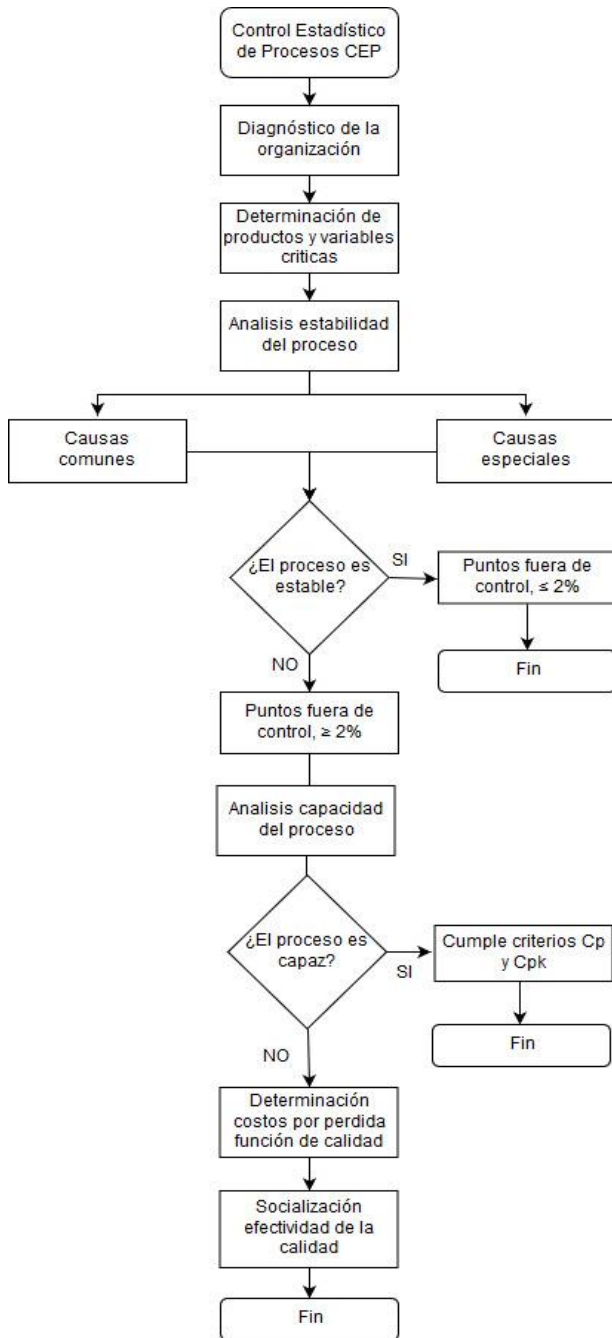 Control Estadístico
de Procesos CEP
Diagnóstico de la
organización
Determinación de
productos y variables
criticas
Analisis estabilidad
del proceso
Causas
comunes
Causas
especiales
¿El proceso es
estable?
SI
Puntos fuera de
control, ≤ 2%
Fin
NO
Puntos fuera de
control, ≥ 2%
Analisis capacidad
del proceso
¿El proceso es
capaz?
SI
Cumple criterios Cp
y Cpk
Fin
NO
Determinación
costos por perdida
función de calidad
Socialización
efectividad de la
calidad
Fin